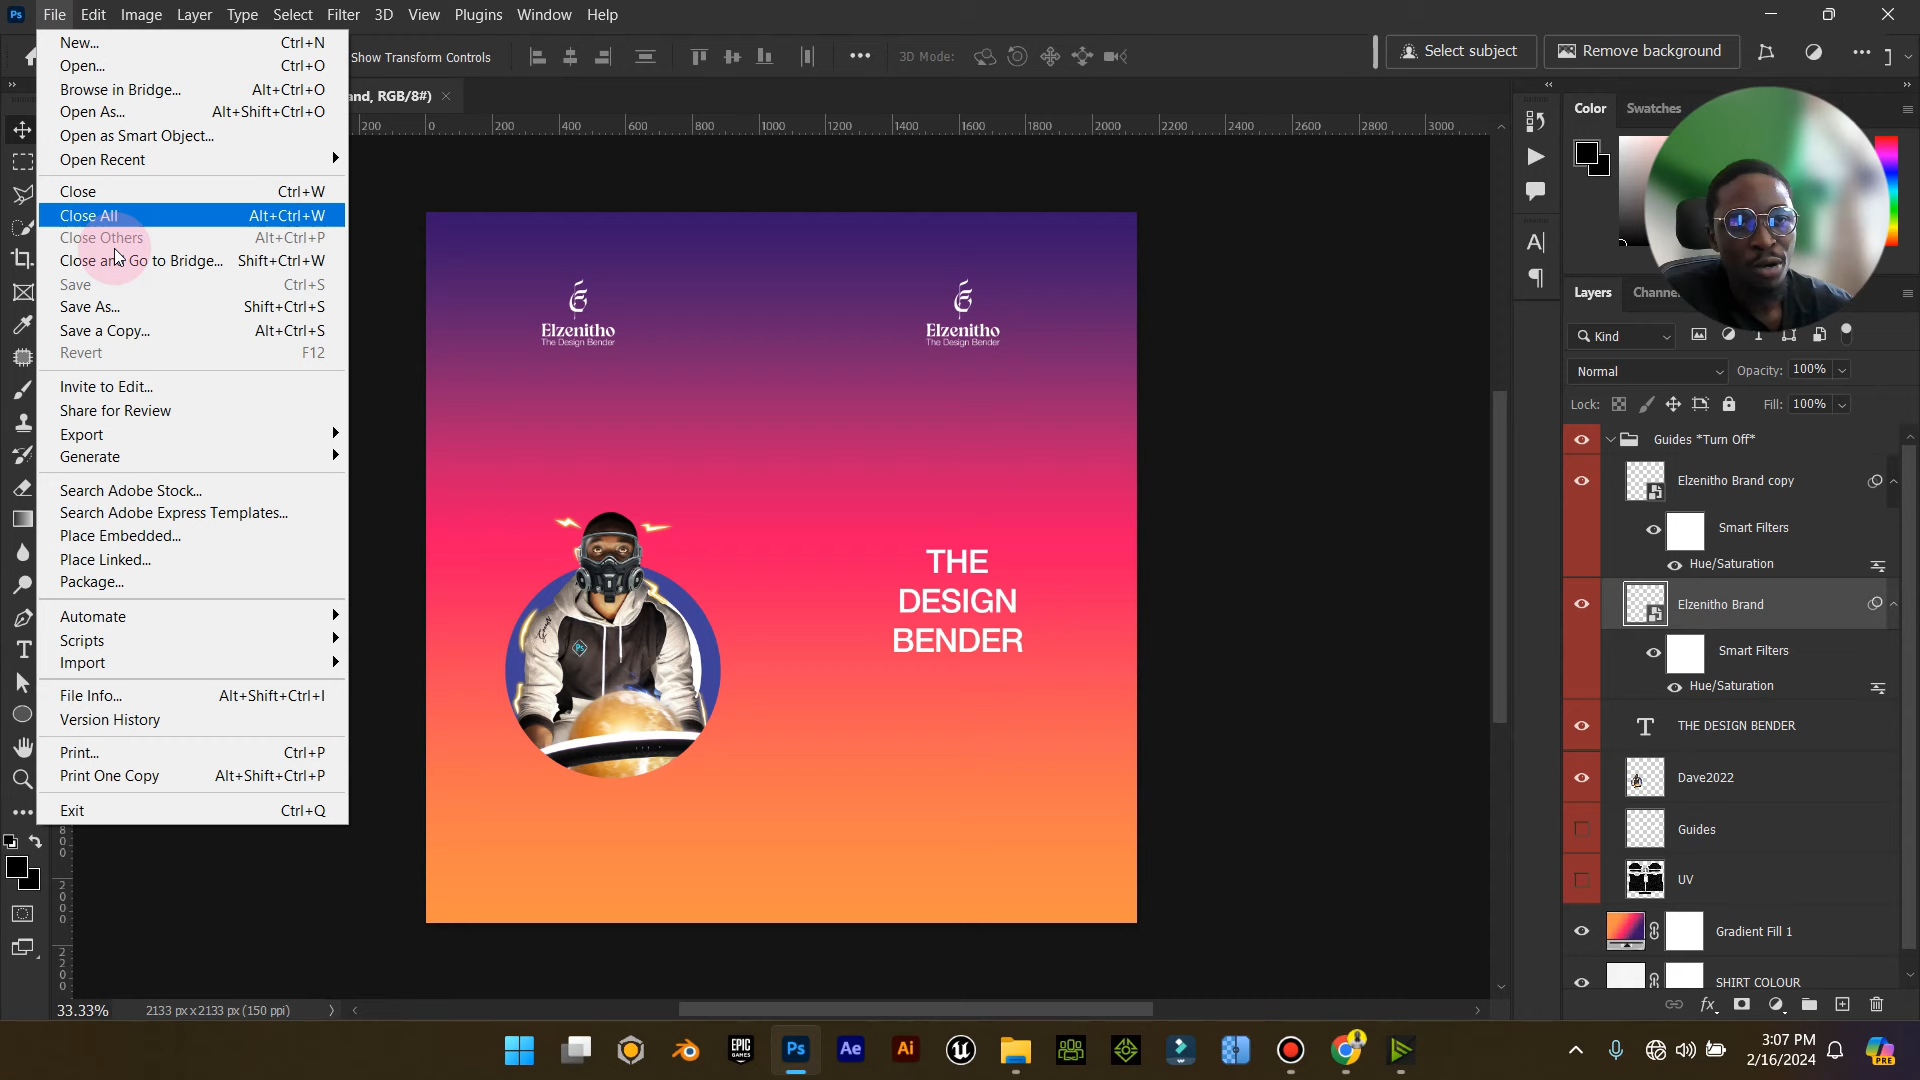 Ps File Edit Image Layer Type Select Filter 3D View Plugins Window Help
Show Transform Controls
3D Mode:
Select subject
Remove background
and, RGB/8#)
New... Ctrl+N
Open... Ctrl+O
Browse in Bridge... Alt+Ctrl+O
Open As... Alt+Shift+Ctrl+O
Open as Smart Object...
Open Recent
Close Ctrl+W
Close All Alt+Ctrl+W
Close Others Alt+Ctrl+P
Close and Go to Bridge... Shift+Ctrl+W
Save Ctrl+S
Save As... Shift+Ctrl+S
Save a Copy... Alt+Ctrl+S
Revert F12
Invite to Edit...
Share for Review
Export
Generate
Search Adobe Stock...
Search Adobe Express Templates...
Place Embedded...
Place Linked...
Package...
Automate
Scripts
Import
File Info... Alt+Shift+Ctrl+I
Version History
Print... Ctrl+P
Print One Copy Alt+Shift+Ctrl+P
Exit Ctrl+Q
200 0 200 400 600 800 1000 1200 1400 1600 1800 2000 2200 2400 2600 2800 3000
Elzenitho
The Design Bender
Elzenitho
The Design Bender
Ps
THE
DESIGN
BENDER
Color Swatches
Layers Channe
Kind
Normal
Opacity: 100%
Lock:
Fill: 100%
Guides *Turn Off*
Elzenitho Brand copy
Smart Filters
Hue/Saturation
Elzenitho Brand
Smart Filters
Hue/Saturation
THE DESIGN BENDER
Dave2022
Guides
UV
Gradient Fill 1
SHIRT COLOUR
33.33%
2133 px x 2133 px (150 ppi)
EPIC
GAMES
Ps
Ae
Ai
3:07 PM
2/16/2024
PRE